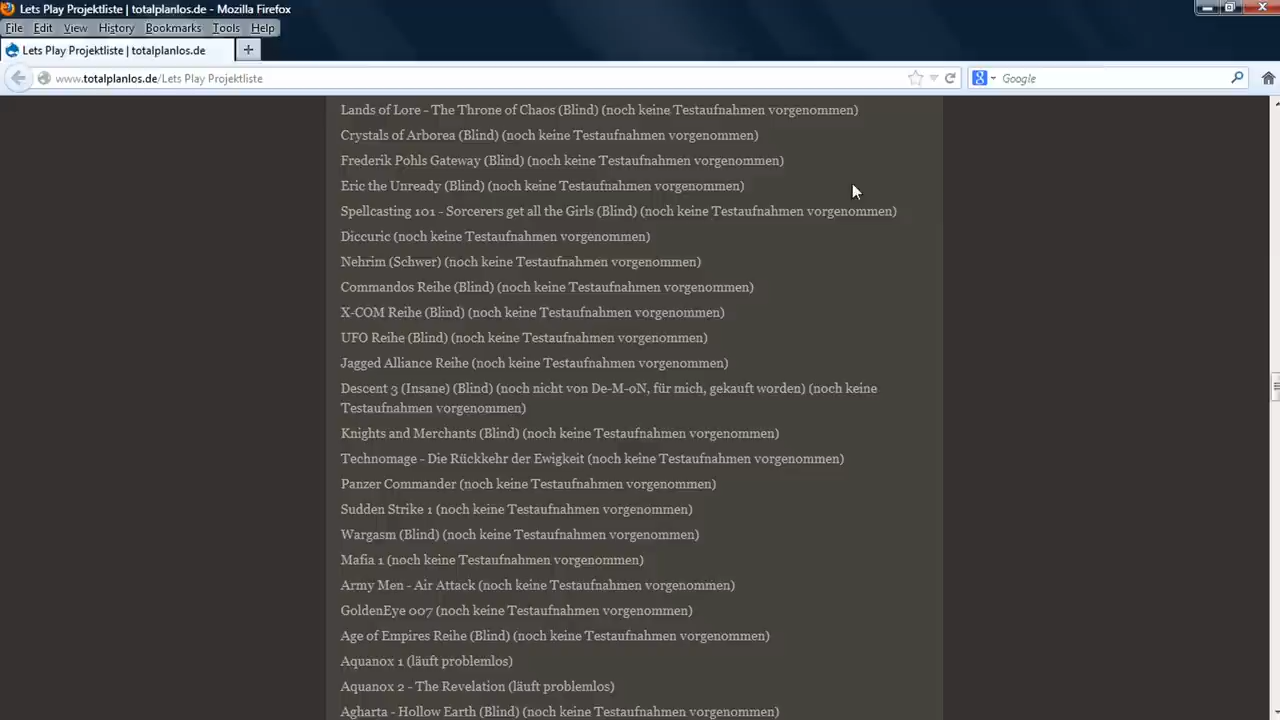 Lets Play Projektliste | totalplanlos.de - Mozilla Firefox
File Edit View History Bookmarks Tools Help
Lets Play Projektliste | totalplanlos.de +
www.totalplanlos.de/Lets Play Projektliste Google
Lands of Lore - The Throne of Chaos (Blind) (noch keine Testaufnahmen vorgenommen)
Crystals of Arborea (Blind) (noch keine Testaufnahmen vorgenommen)
Frederik Pohls Gateway (Blind) (noch keine Testaufnahmen vorgenommen)
Eric the Unready (Blind) (noch keine Testaufnahmen vorgenommen)
Spellcasting 101 - Sorcerers get all the Girls (Blind) (noch keine Testaufnahmen vorgenommen)
Diccuric (noch keine Testaufnahmen vorgenommen)
Nehrim (Schwer) (noch keine Testaufnahmen vorgenommen)
Commandos Reihe (Blind) (noch keine Testaufnahmen vorgenommen)
X-COM Reihe (Blind) (noch keine Testaufnahmen vorgenommen)
UFO Reihe (Blind) (noch keine Testaufnahmen vorgenommen)
Jagged Alliance Reihe (noch keine Testaufnahmen vorgenommen)
Descent 3 (Insane) (Blind) (noch nicht von De-M-oN, für mich, gekauft worden) (noch keine
Testaufnahmen vorgenommen)
Knights and Merchants (Blind) (noch keine Testaufnahmen vorgenommen)
Technomage - Die Rückkehr der Ewigkeit (noch keine Testaufnahmen vorgenommen)
Panzer Commander (noch keine Testaufnahmen vorgenommen)
Sudden Strike 1 (noch keine Testaufnahmen vorgenommen)
Wargasm (Blind) (noch keine Testaufnahmen vorgenommen)
Mafia 1 (noch keine Testaufnahmen vorgenommen)
Army Men - Air Attack (noch keine Testaufnahmen vorgenommen)
GoldenEye 007 (noch keine Testaufnahmen vorgenommen)
Age of Empires Reihe (Blind) (noch keine Testaufnahmen vorgenommen)
Aquanox 1 (läuft problemlos)
Aquanox 2 - The Revelation (läuft problemlos)
Agharta - Hollow Earth (Blind) (noch keine Testaufnahmen vorgenommen)